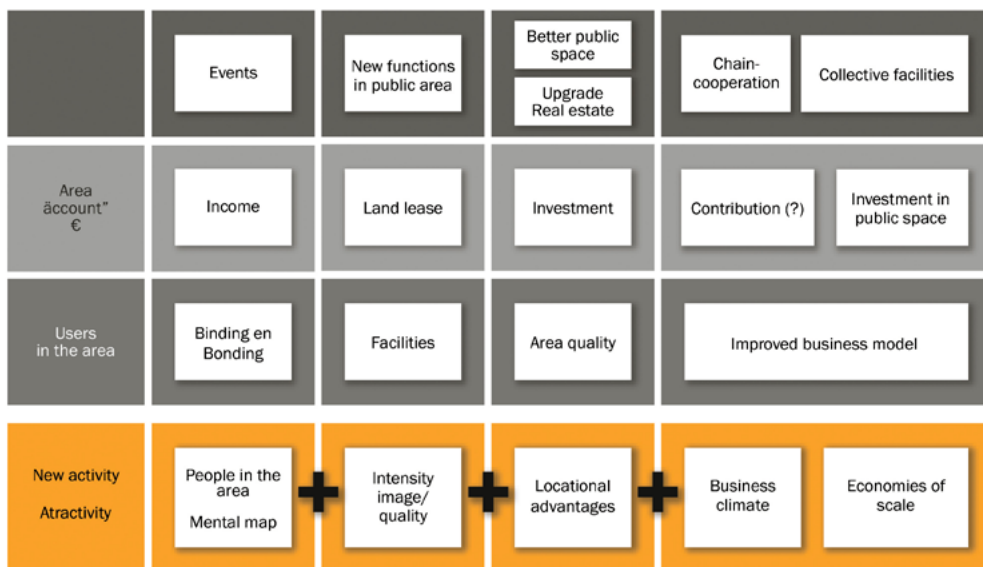 Events
New functions
in public area
Better public
space
Upgrade
Real estate
Chain-
cooperation
Collective facilities
Area
äccount”
€
Income
Land lease
Investment
Contribution (?)
Investment in
public space
Users
in the area
Binding en
Bonding
Facilities
Area quality
Improved business model
New activity
Atractivity
People in the
area
Mental map
Intensity
image/
quality
Locational
advantages
Business
climate
Economies of
scale